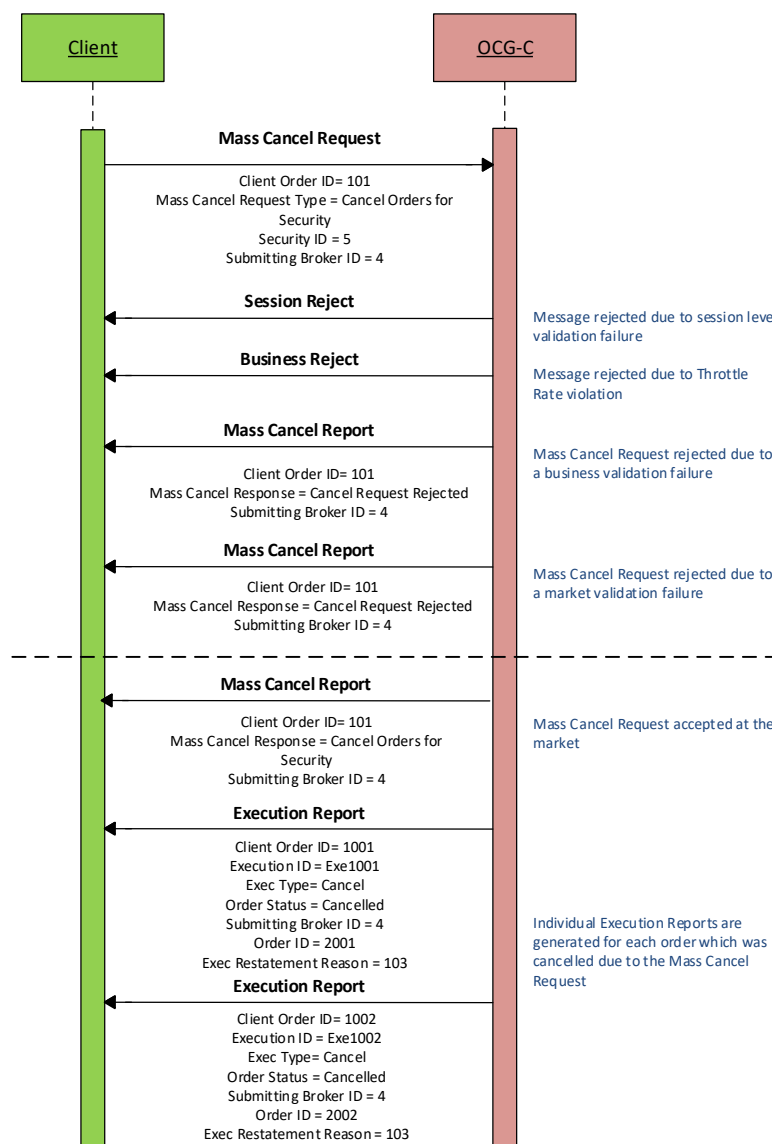 Client
OCG-C
Mass Cancel Request
Client Order ID= 101
Mass Cancel Request Type = Cancel Orders for
Security
Security ID = 5
Submitting Broker ID = 4
Session Reject
Message rejected due to session leve
validation failure
Business Reject
Message rejected due to Throttle
Rate violation
Mass Cancel Report
Client Order ID= 101
Mass Cancel Response = Cancel Request Rejected
Submitting Broker ID = 4
Mass Cancel Request rejected due to
a business validation failure
Mass Cancel Report
Client Order ID= 101
Mass Cancel Response = Cancel Request Rejected
Submitting Broker ID = 4
Mass Cancel Request rejected due to
a market validation failure
Mass Cancel Report
Client Order ID= 101
Mass Cancel Response = Cancel Orders for
Security
Submitting Broker ID = 4
Mass Cancel Request accepted at the
market
Execution Report
Client Order ID= 1001
Execution ID = Exe1001
Exec Type= Cancel
Order Status = Cancelled
Submitting Broker ID = 4
Order ID = 2001
Exec Restatement Reason = 103
Individual Execution Reports are
generated for each order which was
cancelled due to the Mass Cancel
Request
Execution Report
Client Order ID= 1002
Execution ID = Exe1002
Exec Type= Cancel
Order Status = Cancelled
Submitting Broker ID = 4
Order ID = 2002
Exec Restatement Reason = 103